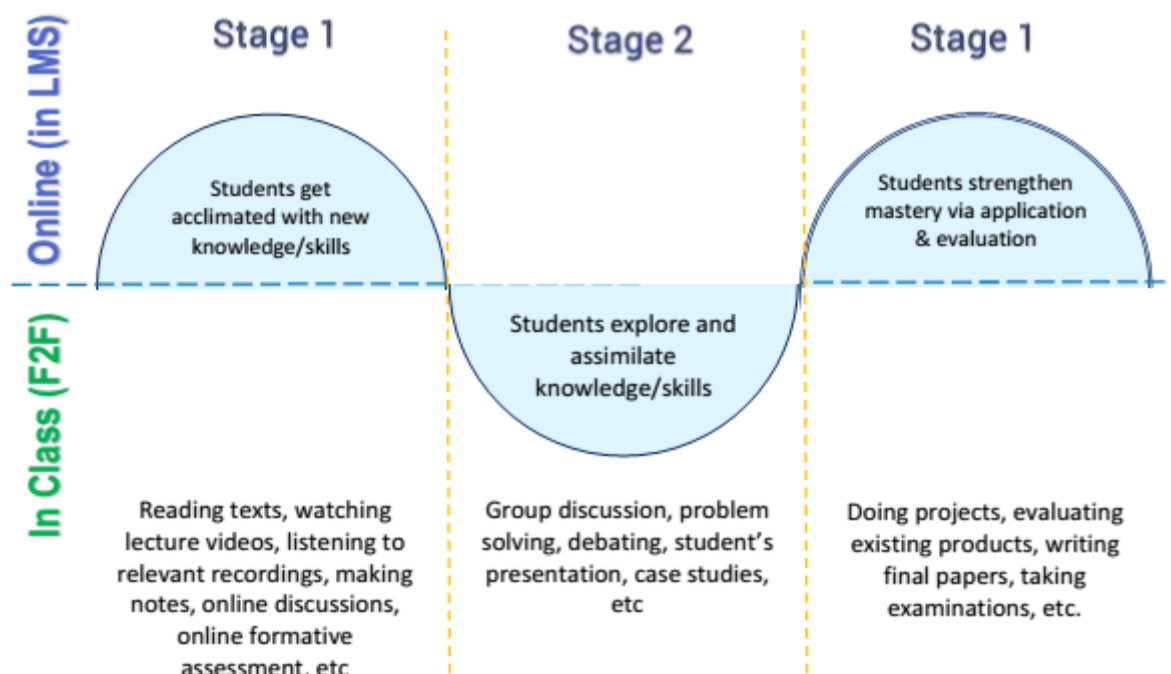 Online (in LMS)
In Class (F2F)
Stage 1
Students get
acclimated with new
knowledge/skills
Reading texts, watching
lecture videos, listening to
relevant recordings, making
notes, online discussions,
online formative
assessment, etc
Stage 2
Students explore and
assimilate
knowledge/skills
Group discussion, problem
solving, debating, student’s
presentation, case studies,
etc
Stage 1
Students strengthen
mastery via application
& evaluation
Doing projects, evaluating
existing products, writing
final papers, taking
examinations, etc.